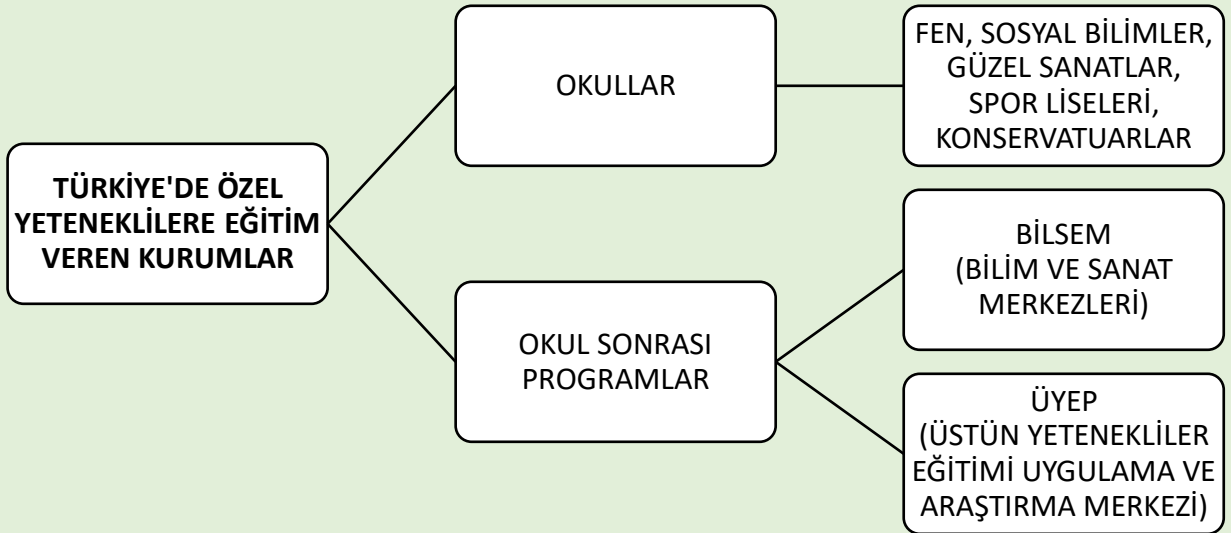 TÜRKİYE'DE ÖZEL
YETENEKLİLERE EĞİTİM
VEREN KURUMLAR
OKULLAR
FEN, SOSYAL BİLİMLER,
GÜZEL SANATLAR,
SPOR LİSELERİ,
KONSERVATUARLAR
OKUL SONRASI
PROGRAMLAR
BİLSEM
(BİLİM VE SANAT
MERKEZLERİ)
ÜYEP
(ÜSTÜN YETENEKLİLER
EĞİTİMİ UYGULAMA VE
ARAŞTIRMA MERKEZİ)